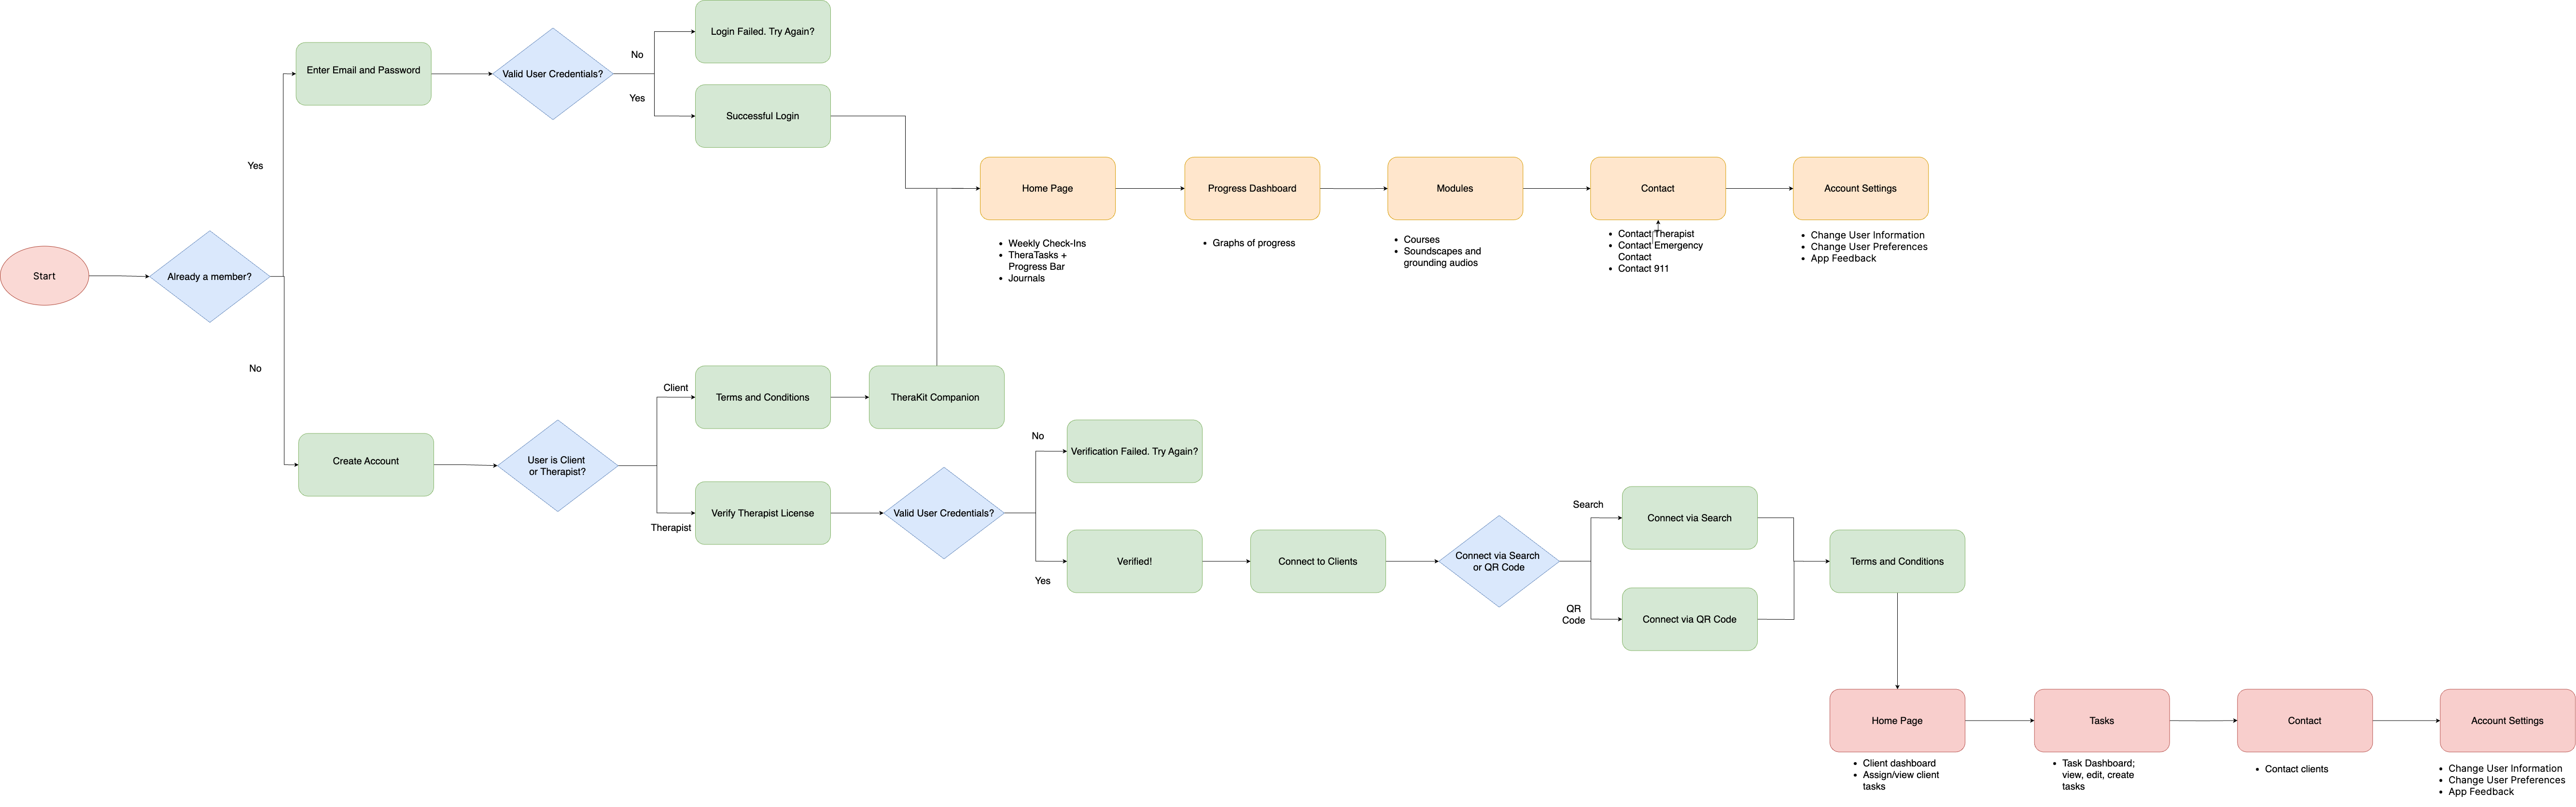 Login Failed. Try Again?
No
Enter Email and Password
Valid User Credentials?
Yes
Successful Login
Yes
Home Page
Progress Dashboard
Modules
Contact
Account Settings
Weekly Check-Ins
TheraTasks +
Progress Bar
Journals
Graphs of progress
Courses
Soundscapes and
grounding audios
Contact Therapist
Contact Emergency
Contact
Contact 911
Change User Information
Change User Preferences
App Feedback
Start
Already a member?
No
Client
Terms and Conditions
TheraKit Companion
Create Account
User is Client
or Therapist?
Therapist
Verify Therapist License
Valid User Credentials?
No
Verification Failed. Try Again?
Yes
Verified!
Connect to Clients
Connect via Search
or QR Code
Search
Connect via Search
QR
Code
Connect via QR Code
Terms and Conditions
Home Page
Tasks
Contact
Account Settings
Client dashboard
Assign/view client
tasks
Task Dashboard;
view, edit, create
tasks
Contact clients
Change User Information
Change User Preferences
App Feedback